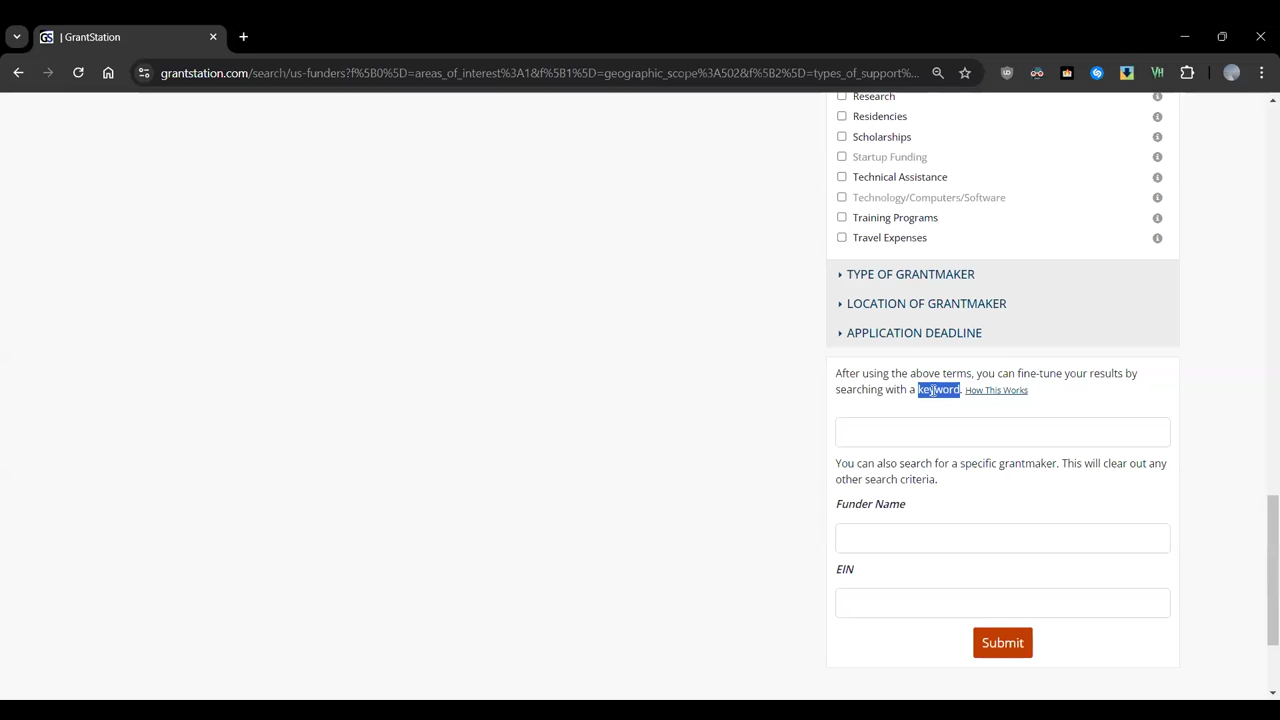 | GrantStation
grantstation.com/search/us-funders?f%5B0%5D=areas_of_interest%3A1&f%5B1%5D=geographic_scope%3A502&f%5B2%5D=types_of_support%...
Research
Residencies
Scholarships
Startup Funding
Technical Assistance
Technology/Computers/Software
Training Programs
Travel Expenses
TYPE OF GRANTMAKER
LOCATION OF GRANTMAKER
APPLICATION DEADLINE
After using the above terms, you can fine-tune your results by
searching with a keyword. How This Works
You can also search for a specific grantmaker. This will clear out any
other search criteria.
Funder Name
EIN
Submit